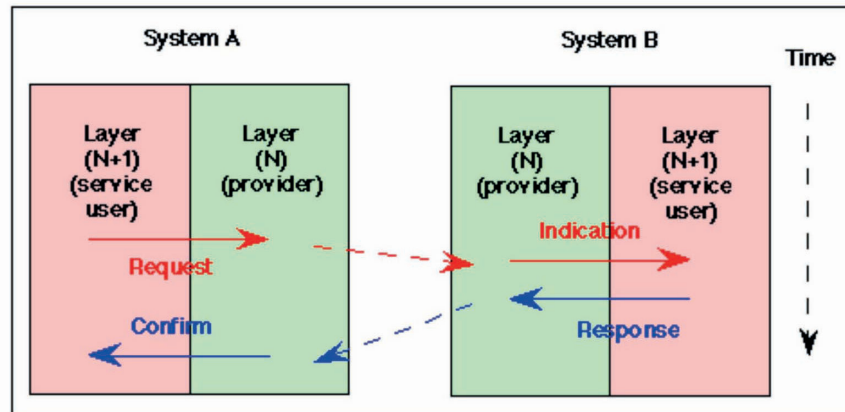 System A
System B
Time
Layer
(N+1)
(service
user)
Layer
(N)
(provider)
Layer
(N)
(provider)
Layer
(N+1)
(service
user)
Request
Indication
Confirm
Response